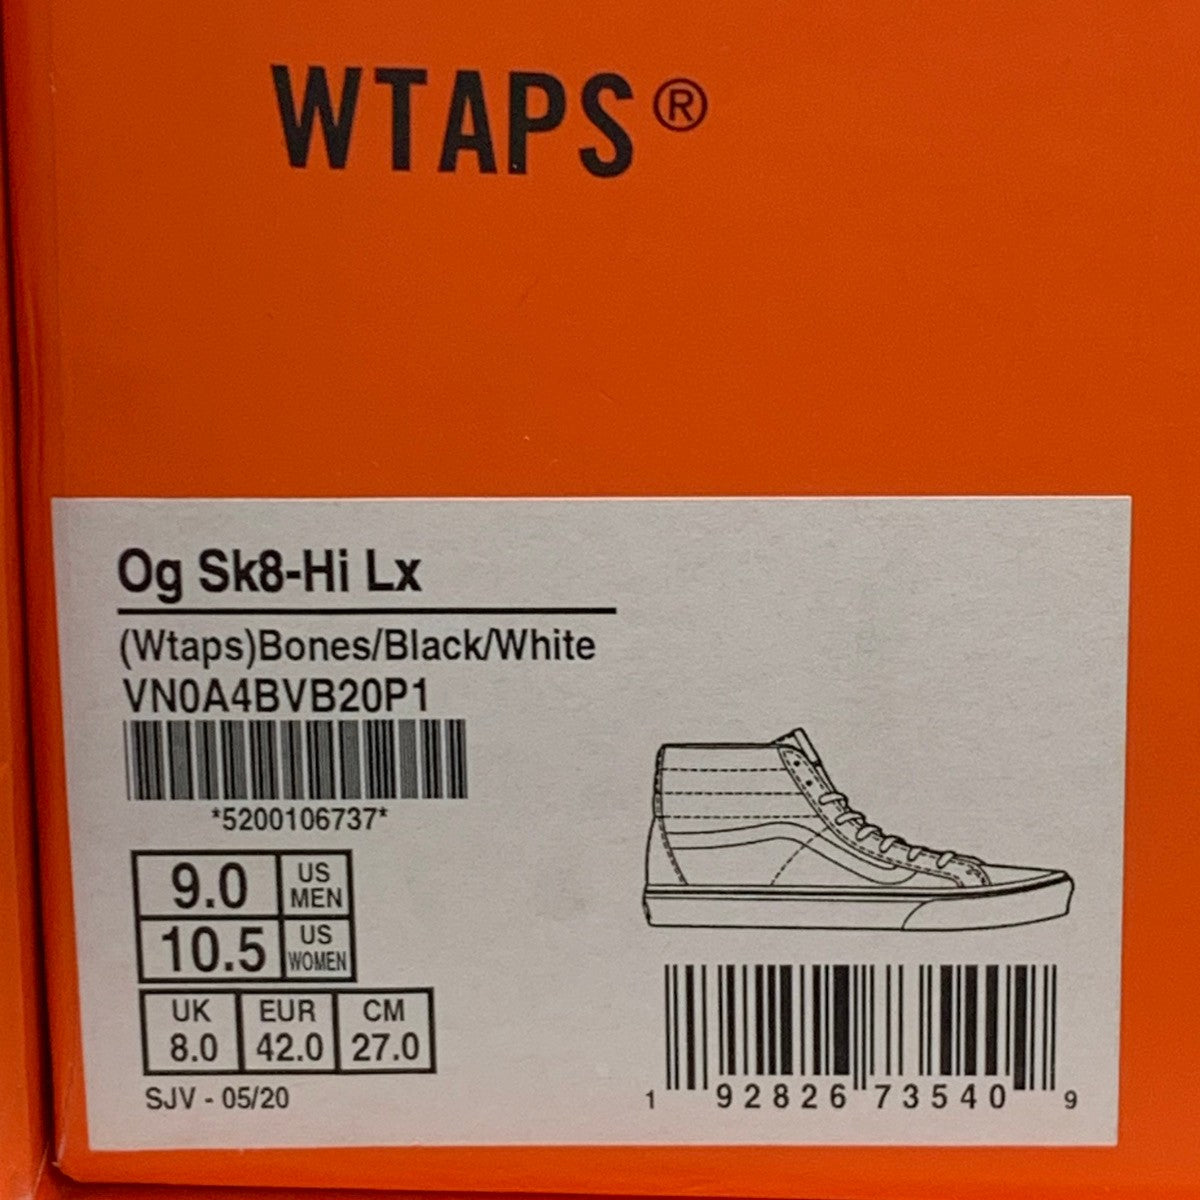 WTAPS®
Og Sk8-Hi Lx
(Wtaps)Bones/Black/White
VN0A4BVB20P1
*5200106737*
9.0 US MEN
10.5 US WOMEN
UK EUR CM
8.0 42.0 27.0
SJV - 05/20
1 92826 73540 9